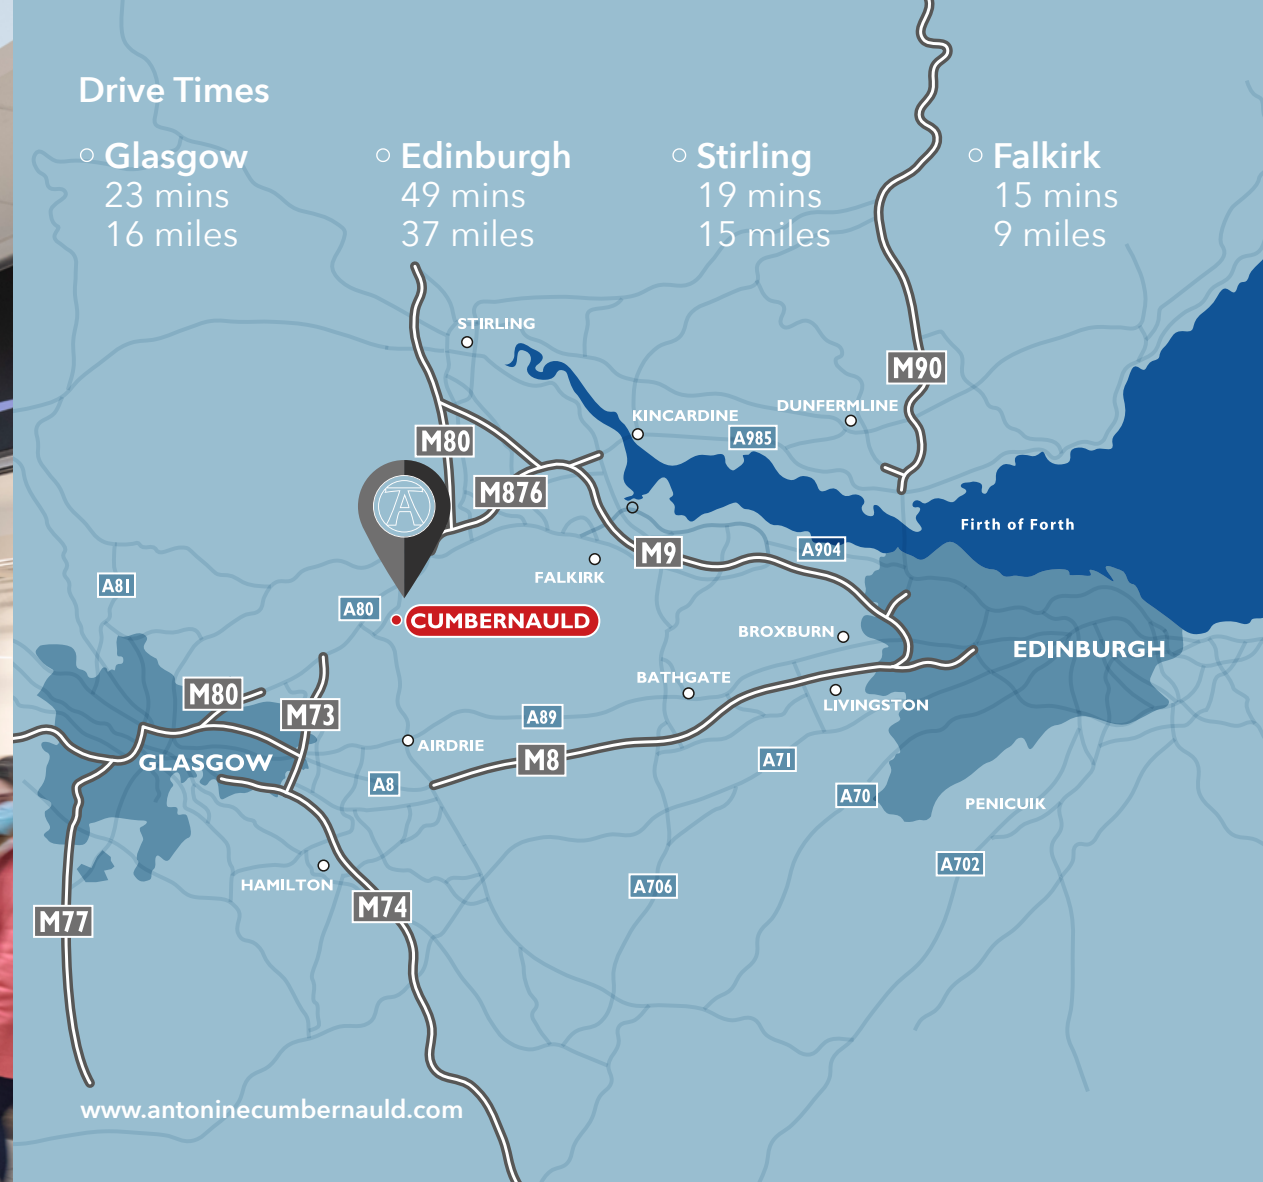 Drive Times
Glasgow
23 mins
16 miles
Edinburgh
49 mins
37 miles
Stirling
19 mins
15 miles
Falkirk
15 mins
9 miles
STIRLING
M90
KINCARDINE
DUNFERMLINE
A985
M80
M876
Firth of Forth
M9
A904
FALKIRK
A81
A80
CUMBERNAULD
BROXBURN
EDINBURGH
BATHGATE
M80
LIVINGSTON
M73
A89
AIRDRIE
M8
A71
GLASGOW
A8
A70
PENICUIK
A702
HAMILTON
A706
M74
M77
www.antoninecumbernauld.com